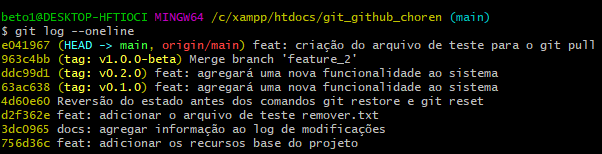 beto1@DESKTOP-HFTIOCI MINGW64 /c/xampp/htdocs/git_github_choren (main)
$ git log --oneline
e041967 (HEAD -> main, origin/main) feat: criação do arquivo de teste para o git pull
963c4bb (tag: v1.0.0-beta) Merge branch 'feature_2'
ddc99d1 (tag: v0.2.0) feat: agregará uma nova funcionalidade ao sistema
63ac638 (tag: v0.1.0) feat: agregará uma nova funcionalidade ao sistema
4d60e60 Reversão do estado antes dos comandos git restore e git reset
d2f362e feat: adicionar o arquivo de teste remover.txt
3dc0965 docs: agregar informação ao log de modificações
756d36c feat: adicionar os recursos base do projeto